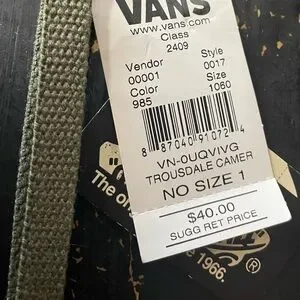 VANS
www.vans.com
Class
2409
Vendor Style
00001 0017
Color Size
985 1060
8 87040 91072 4
VN-0UQVIVG
TROUSDALE CAMER
NO SIZE 1
$40.00
SUGG RET PRICE
The
1966.
®